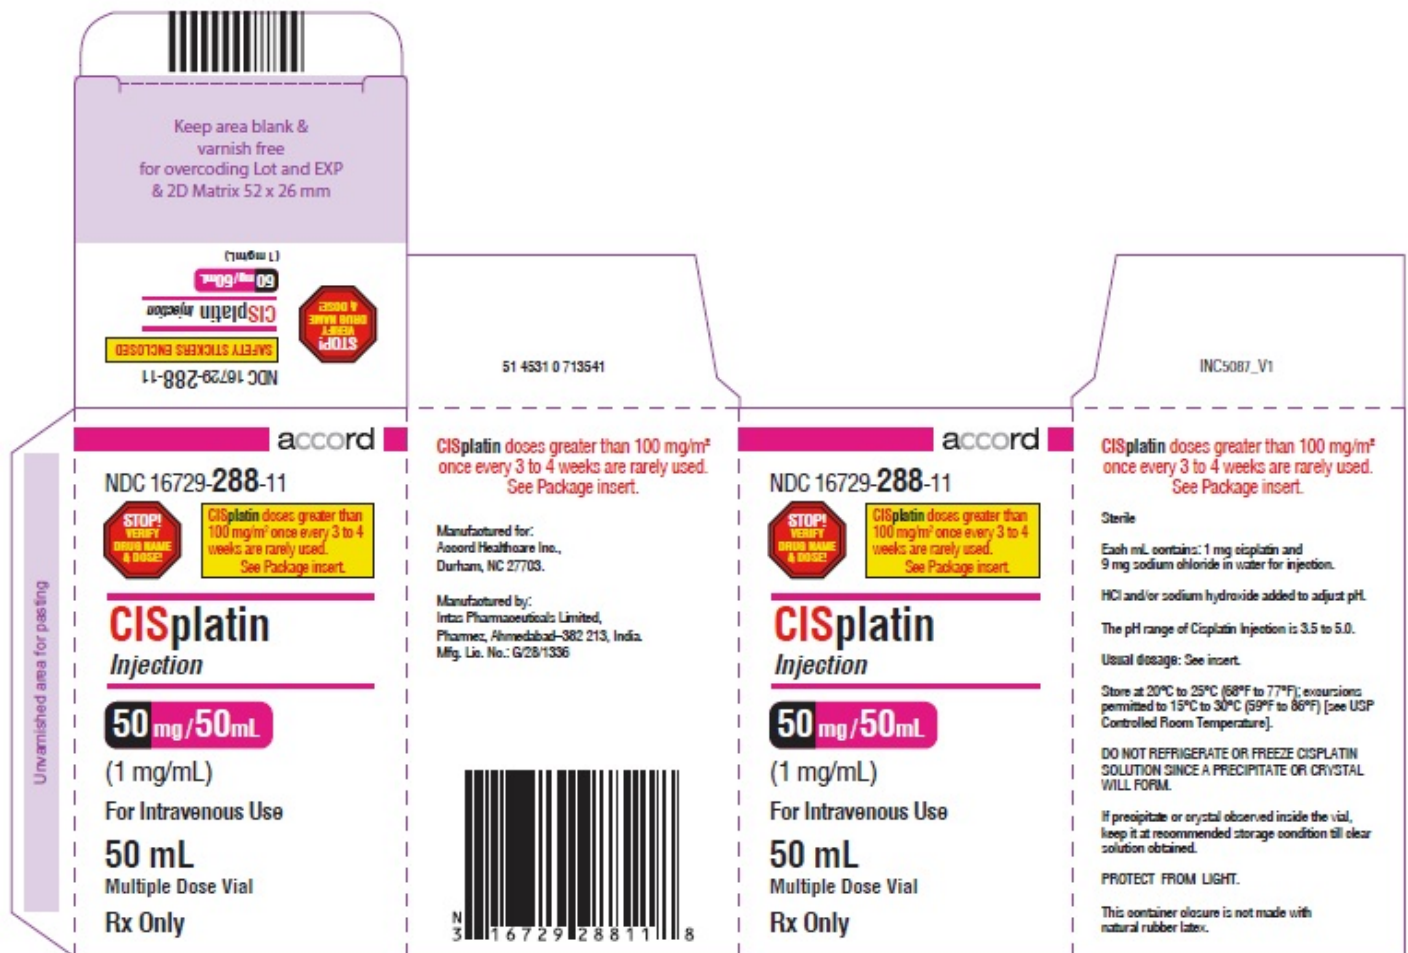 Keep area blank &
varnish free
for overcoding Lot and EXP
& 2D Matrix 52 x 26 mm
NDC 16729-288-11
SAFETY STICKERS ENCLOSED
STOP!
VERIFY
DRUG NAME
& DOSE!
CISplatin Injection
50 mg/50mL
(1 mg/mL)
51 4531 0 713541
INC5087_V1
Unvarnished area for pasting
accord
NDC 16729-288-11
STOP!
VERIFY
DRUG NAME
& DOSE!
CISplatin doses greater than
100 mg/m² once every 3 to 4
weeks are rarely used.
See Package insert.
CISplatin
Injection
50 mg/50mL
(1 mg/mL)
For Intravenous Use
50 mL
Multiple Dose Vial
Rx Only
CISplatin doses greater than 100 mg/m²
once every 3 to 4 weeks are rarely used.
See Package insert.
Manufactured for:
Accord Healthcare Inc.,
Durham, NC 27703.
Manufactured by:
Intas Pharmaceuticals Limited,
Pharmez, Ahmedabad–382 213, India.
Mfg. Lic. No.: G/28/1336
N
3 16729 28811 8
accord
NDC 16729-288-11
STOP!
VERIFY
DRUG NAME
& DOSE!
CISplatin doses greater than
100 mg/m² once every 3 to 4
weeks are rarely used.
See Package insert.
CISplatin
Injection
50 mg/50mL
(1 mg/mL)
For Intravenous Use
50 mL
Multiple Dose Vial
Rx Only
CISplatin doses greater than 100 mg/m²
once every 3 to 4 weeks are rarely used.
See Package insert.
Sterile
Each mL contains: 1 mg cisplatin and
9 mg sodium chloride in water for injection.
HCl and/or sodium hydroxide added to adjust pH.
The pH range of Cisplatin Injection is 3.5 to 5.0.
Usual dosage: See insert.
Store at 20°C to 25°C (68°F to 77°F); excursions
permitted to 15°C to 30°C (59°F to 86°F) [see USP
Controlled Room Temperature].
DO NOT REFRIGERATE OR FREEZE CISPLATIN
SOLUTION SINCE A PRECIPITATE OR CRYSTAL
WILL FORM.
If precipitate or crystal observed inside the vial,
keep it at recommended storage condition till clear
solution obtained.
PROTECT FROM LIGHT.
This container closure is not made with
natural rubber latex.